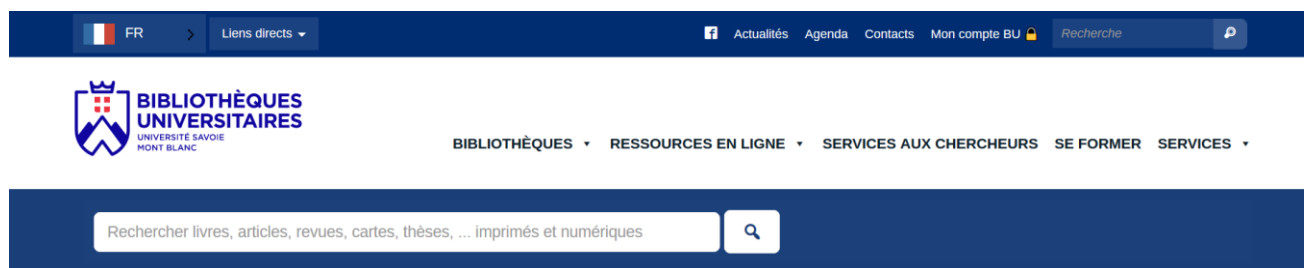 FR Liens directs Actualités Agenda Contacts Mon compte BU Recherche
BIBLIOTHÈQUES
UNIVERSITAIRES
UNIVERSITÉ SAVOIE
MONT BLANC
BIBLIOTHÈQUES RESSOURCES EN LIGNE SERVICES AUX CHERCHEURS SE FORMER SERVICES
Rechercher livres, articles, revues, cartes, thèses, ... imprimés et numériques